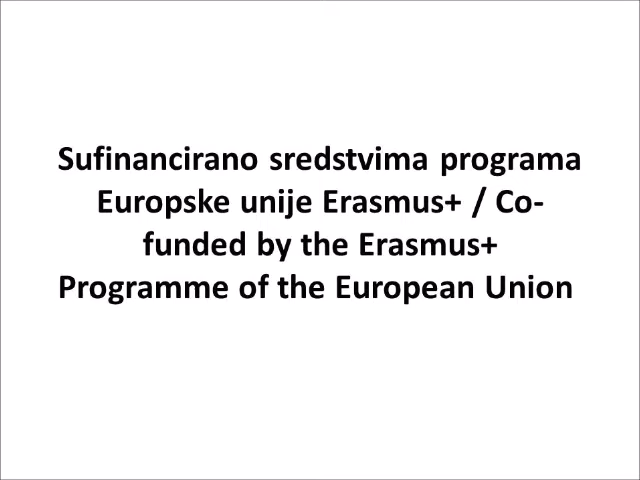 Sufinancirano sredstvima programa
Europske unije Erasmus+ / Co-
funded by the Erasmus+
Programme of the European Union